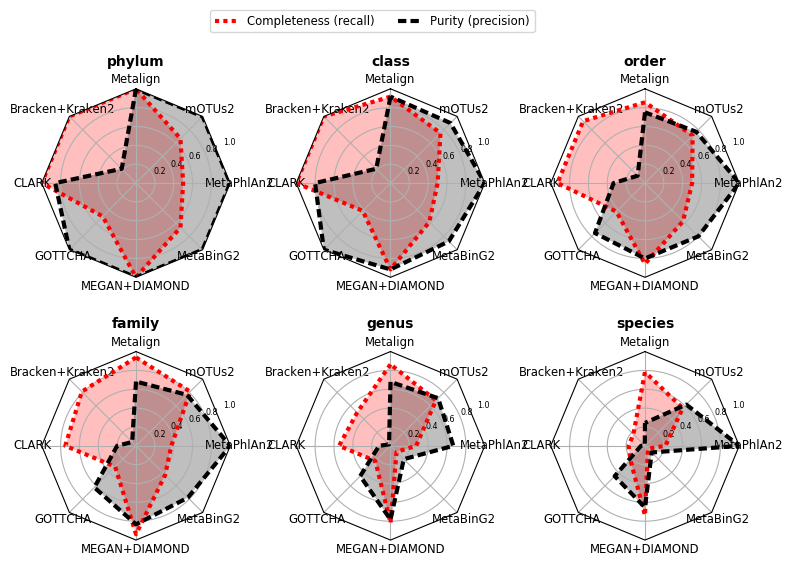 Completeness (recall) Purity (precision)
phylum class order
Metalign Metalign Metalign
Bracken+Kraken2 mOTUs2 Bracken+Kraken2 mOTUs2 Bracken+Kraken2 mOTUs2
0.2 0.4 0.6 0.8 1.0 0.2 0.4 0.6 0.8 1.0 0.2 0.4 0.6 0.8 1.0
CLARK MetaPhlAn2 CLARK MetaPhlAn2 CLARK MetaPhlAn2
GOTTCHA MetaBinG2 GOTTCHA MetaBinG2 GOTTCHA MetaBinG2
MEGAN+DIAMOND MEGAN+DIAMOND MEGAN+DIAMOND
family genus species
Metalign Metalign Metalign
Bracken+Kraken2 mOTUs2 Bracken+Kraken2 mOTUs2 Bracken+Kraken2 mOTUs2
0.2 0.4 0.6 0.8 1.0 0.2 0.4 0.6 0.8 1.0 0.2 0.4 0.6 0.8 1.0
CLARK MetaPhlAn2 CLARK MetaPhlAn2 CLARK MetaPhlAn2
GOTTCHA MetaBinG2 GOTTCHA MetaBinG2 GOTTCHA MetaBinG2
MEGAN+DIAMOND MEGAN+DIAMOND MEGAN+DIAMOND